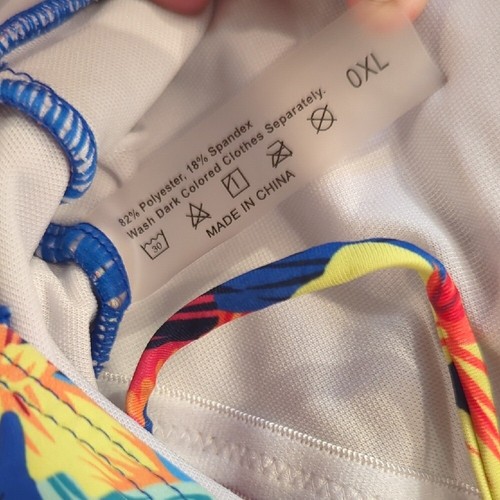 0XL
82% Polyester, 18% Spandex
Wash Dark Colored Clothes Separately.
30
MADE IN CHINA